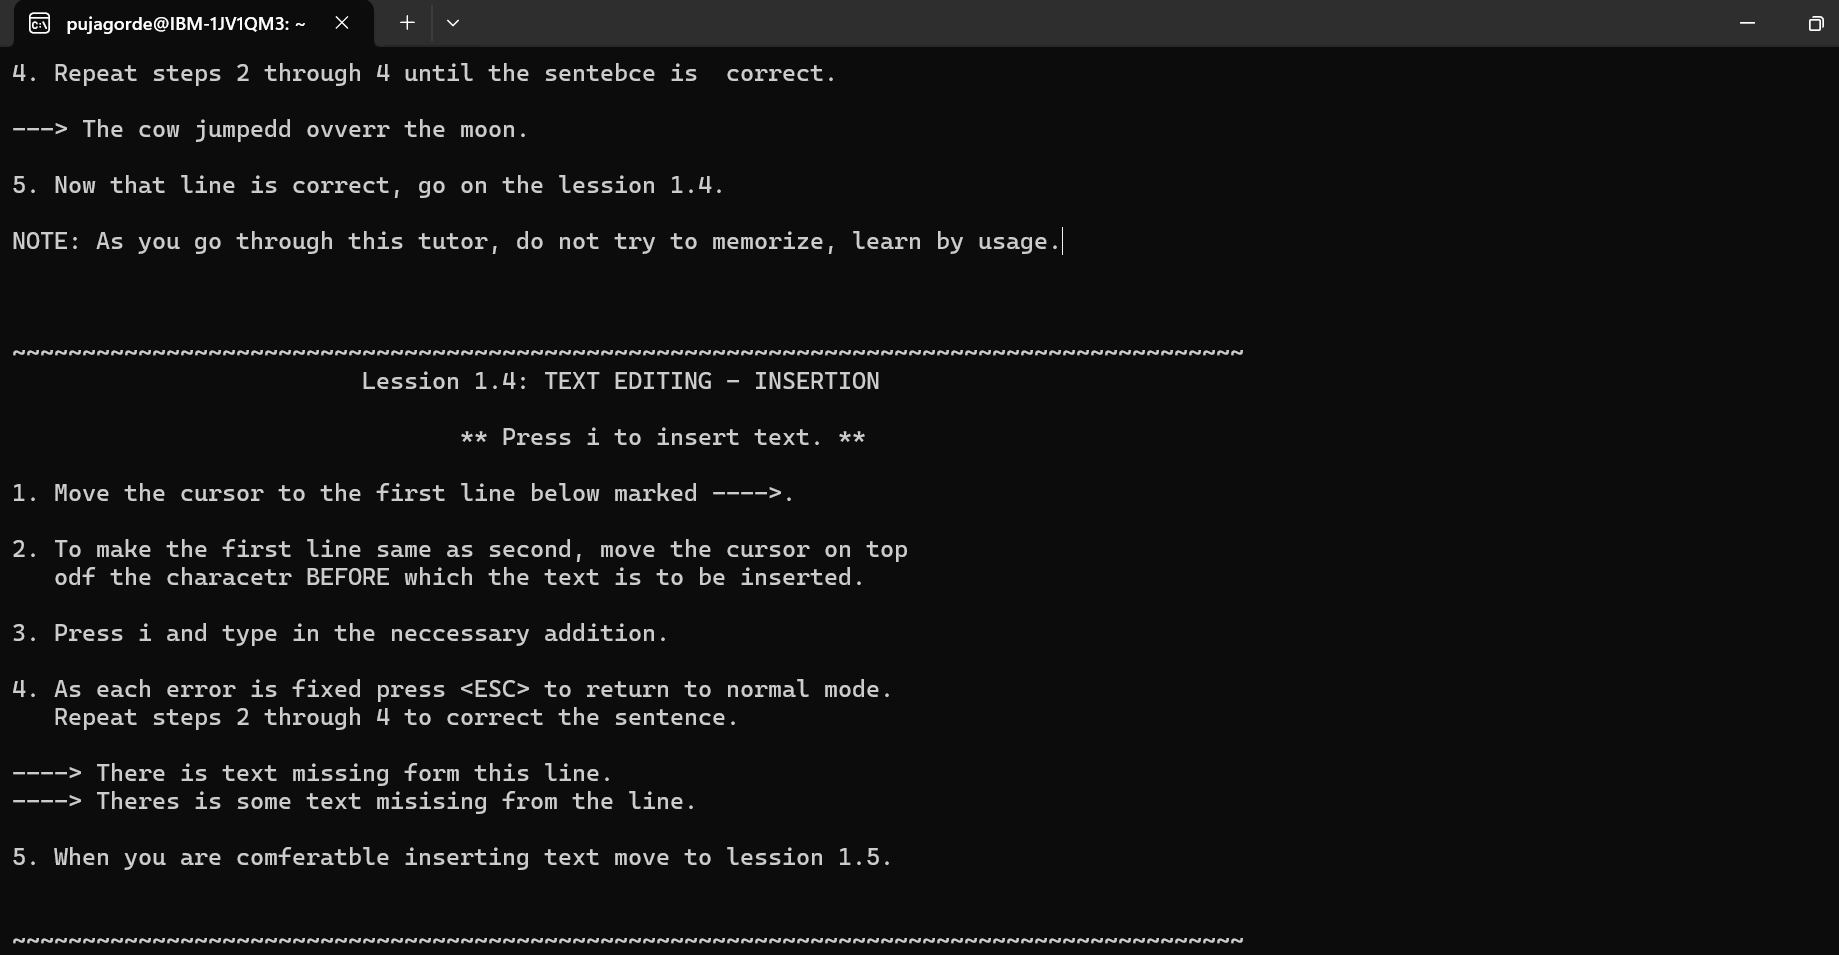 pujagorde@IBM-1JV1QM3: ~
4. Repeat steps 2 through 4 until the sentebce is  correct.
---> The cow jumpedd ovverr the moon.
5. Now that line is correct, go on the lession 1.4.
NOTE: As you go through this tutor, do not try to memorize, learn by usage.
~~~~~~~~~~~~~~~~~~~~~~~~~~~~~~~~~~~~~~~~~~~~~~~~~~~~~~~~~~~~~~~~~~~~~~~~~~~~~~~~~~~~~~~~
Lession 1.4: TEXT EDITING - INSERTION
** Press i to insert text. **
1. Move the cursor to the first line below marked ---->.
2. To make the first line same as second, move the cursor on top
odf the characetr BEFORE which the text is to be inserted.
3. Press i and type in the neccessary addition.
4. As each error is fixed press <ESC> to return to normal mode.
Repeat steps 2 through 4 to correct the sentence.
----> There is text missing form this line.
----> Theres is some text misising from the line.
5. When you are comferatble inserting text move to lession 1.5.
~~~~~~~~~~~~~~~~~~~~~~~~~~~~~~~~~~~~~~~~~~~~~~~~~~~~~~~~~~~~~~~~~~~~~~~~~~~~~~~~~~~~~~~~